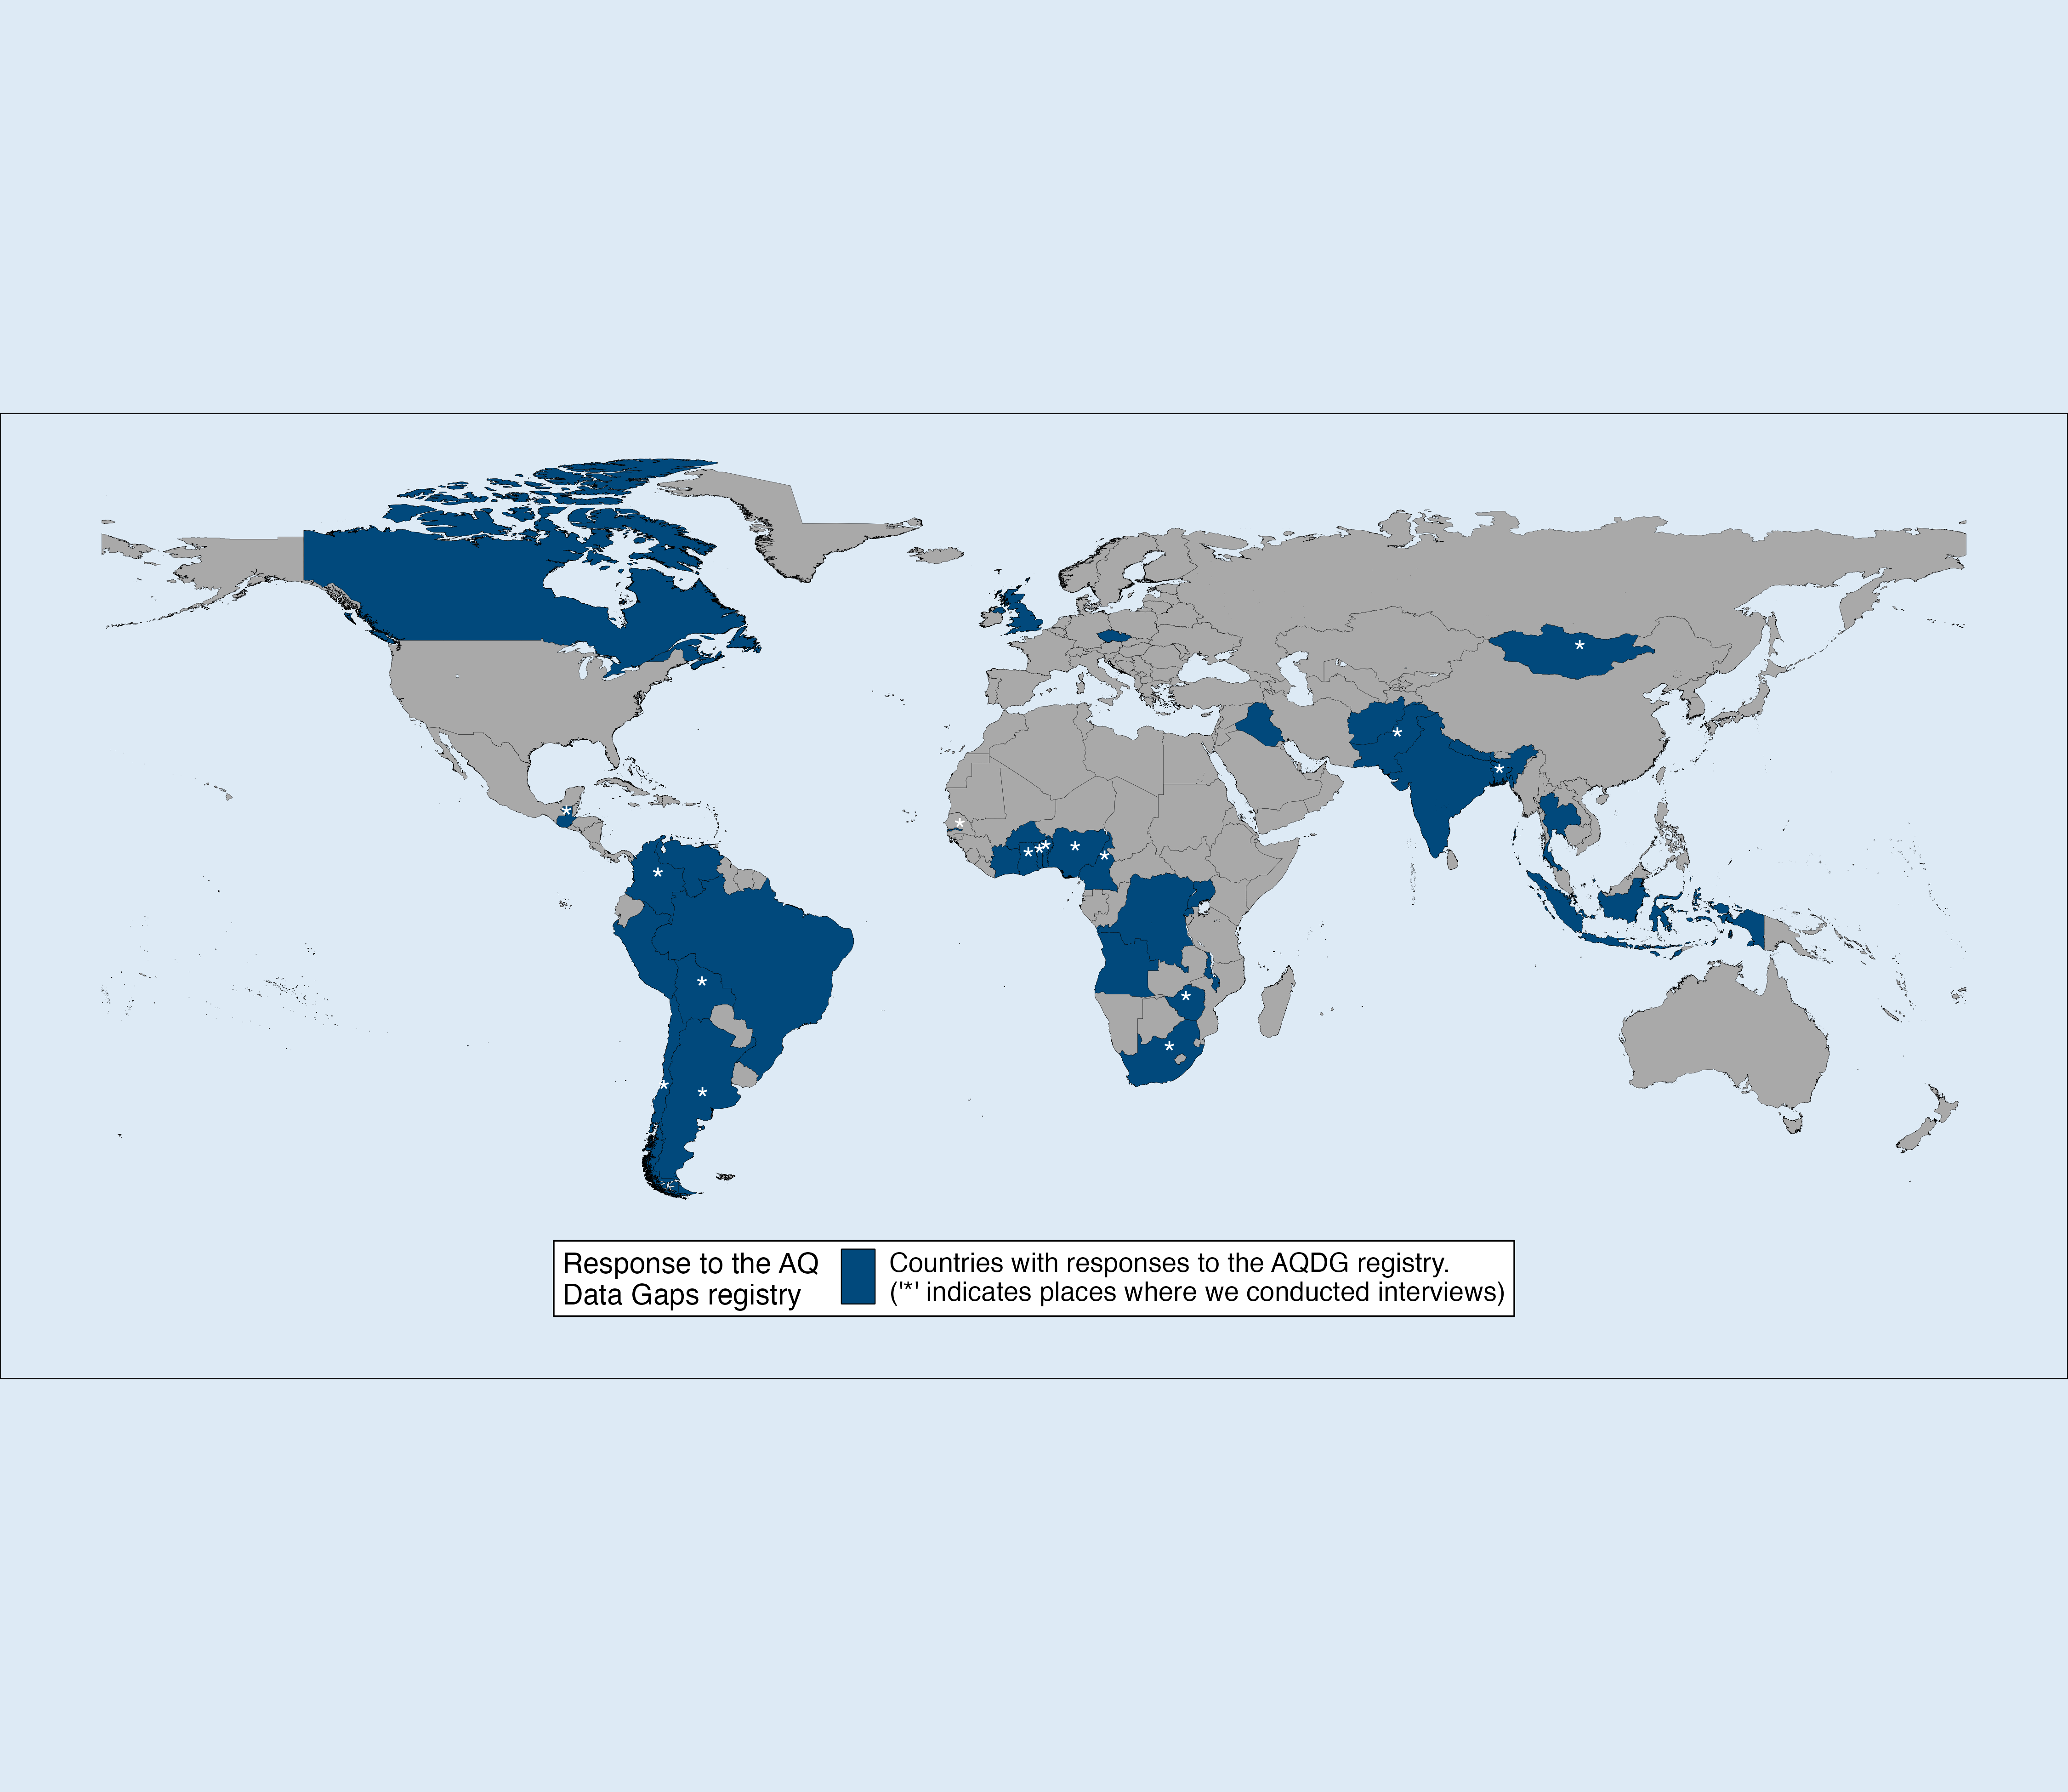 Response to the AQ
Data Gaps registry
Countries with responses to the AQDG registry.
('*' indicates places where we conducted interviews)